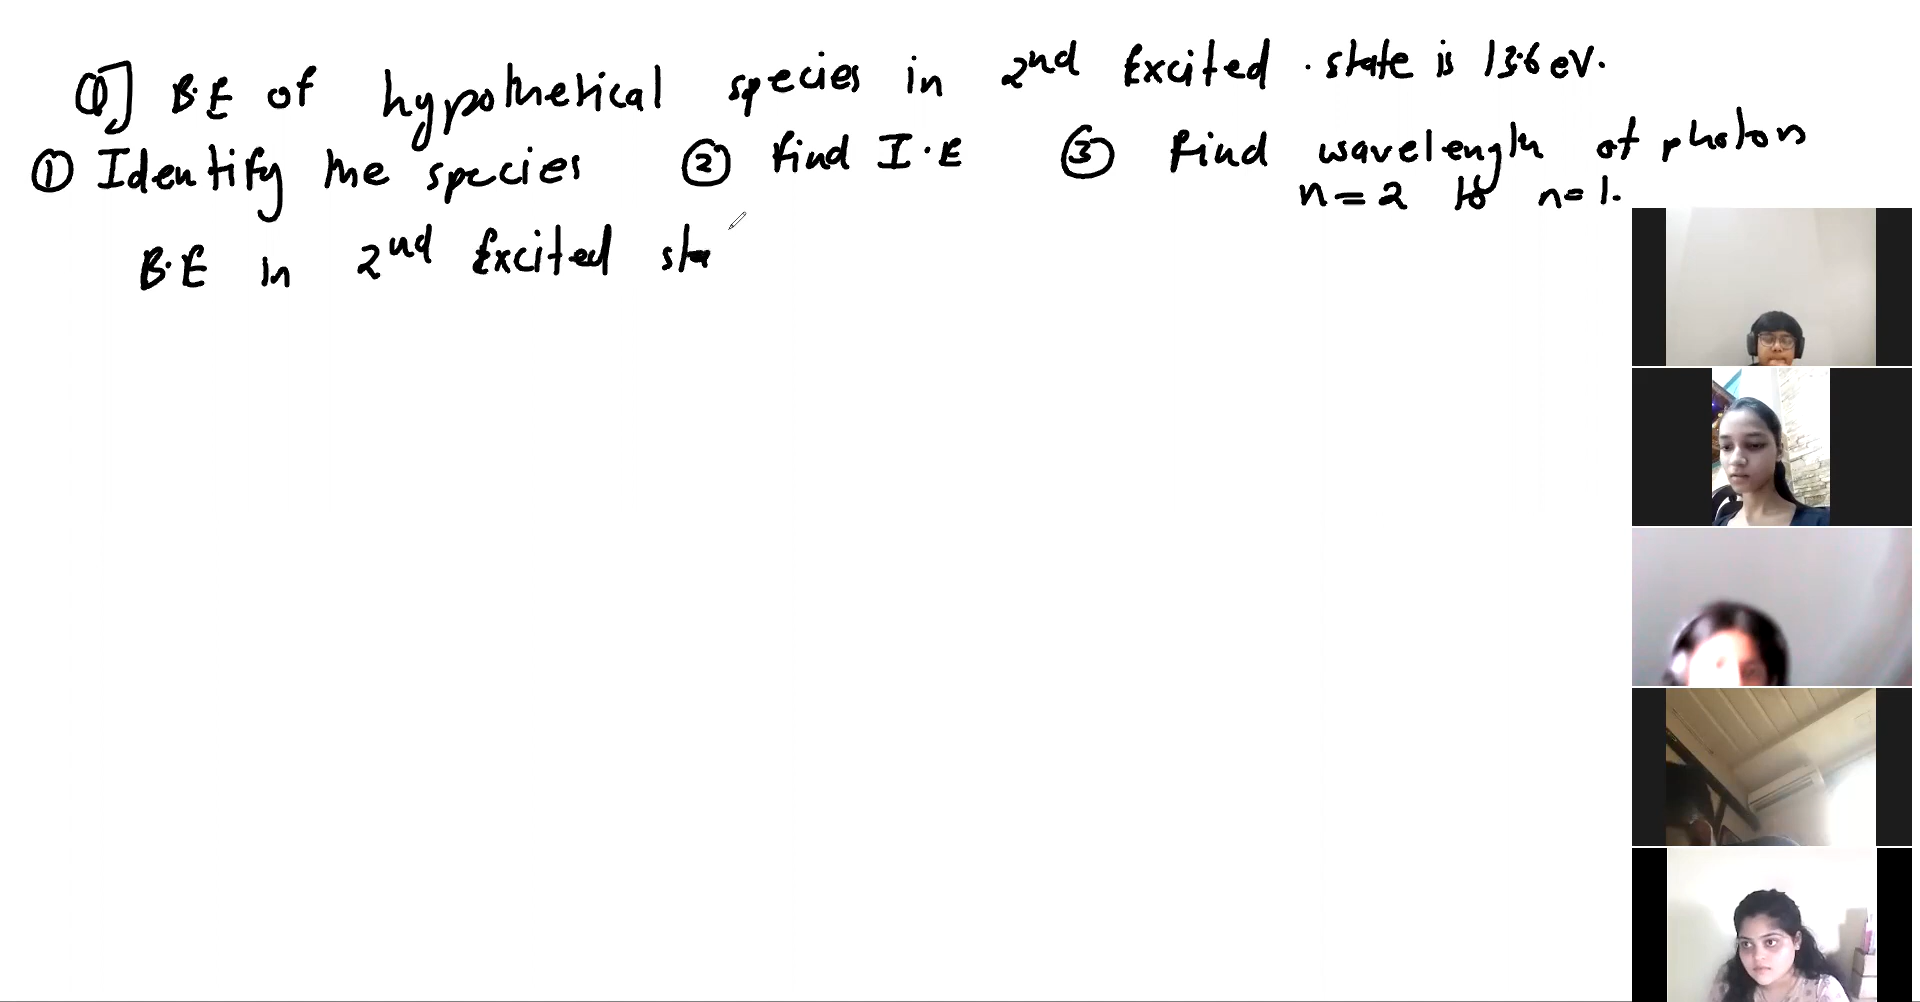 Q] B.E of hypothetical species in 2nd Excited . state is 13.6 eV.
① Identify the species ② find I.E ③ find wavelength of photon
n = 2 to n = 1.
B.E in 2nd Excited sta